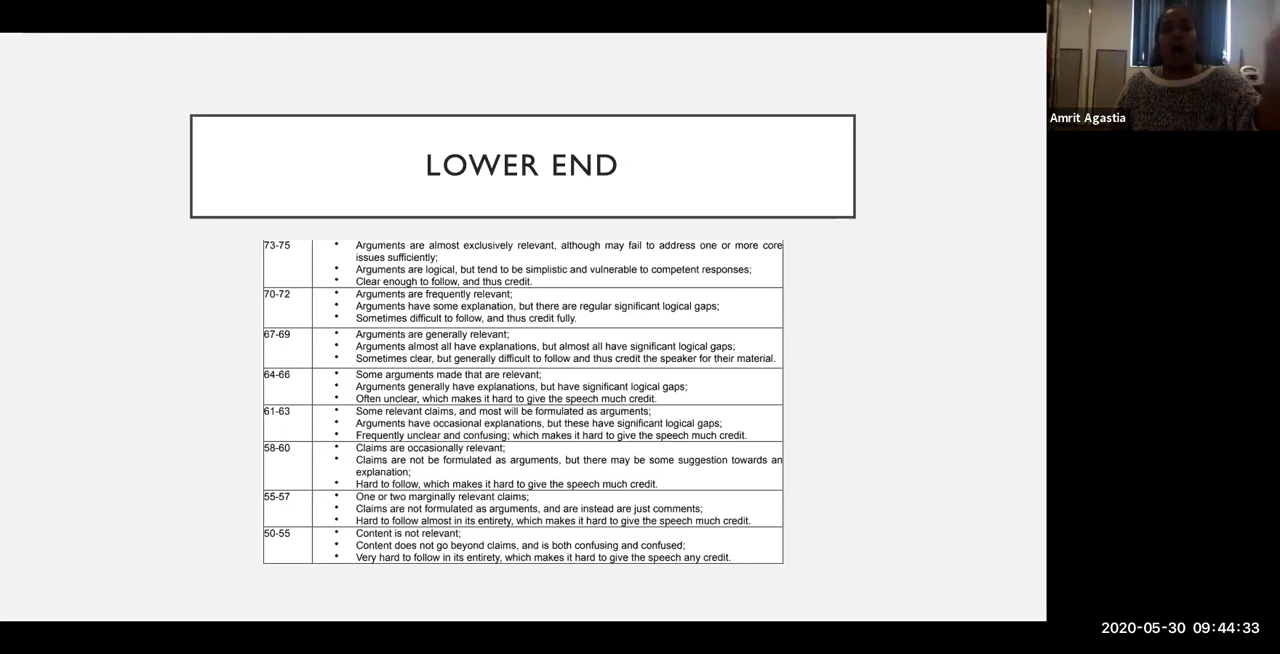 Amrit Agastia
LOWER END
73-75
• Arguments are almost exclusively relevant, although may fail to address one or more core
issues sufficiently;
• Arguments are logical, but tend to be simplistic and vulnerable to competent responses;
• Clear enough to follow, and thus credit.
70-72
• Arguments are frequently relevant;
• Arguments have some explanation, but there are regular significant logical gaps;
• Sometimes difficult to follow, and thus credit fully.
67-69
• Arguments are generally relevant;
• Arguments almost all have explanations, but almost all have significant logical gaps;
• Sometimes clear, but generally difficult to follow and thus credit the speaker for their material.
64-66
• Some arguments made that are relevant;
• Arguments generally have explanations, but have significant logical gaps;
• Often unclear, which makes it hard to give the speech much credit.
61-63
• Some relevant claims, and most will be formulated as arguments;
• Arguments have occasional explanations, but these have significant logical gaps;
• Frequently unclear and confusing; which makes it hard to give the speech much credit.
58-60
• Claims are occasionally relevant;
• Claims are not be formulated as arguments, but there may be some suggestion towards an
explanation;
• Hard to follow, which makes it hard to give the speech much credit.
55-57
• One or two marginally relevant claims;
• Claims are not formulated as arguments, and are instead are just comments;
• Hard to follow almost in its entirety, which makes it hard to give the speech much credit.
50-55
• Content is not relevant;
• Content does not go beyond claims, and is both confusing and confused;
• Very hard to follow in its entirety, which makes it hard to give the speech any credit.
2020-05-30 09:44:33